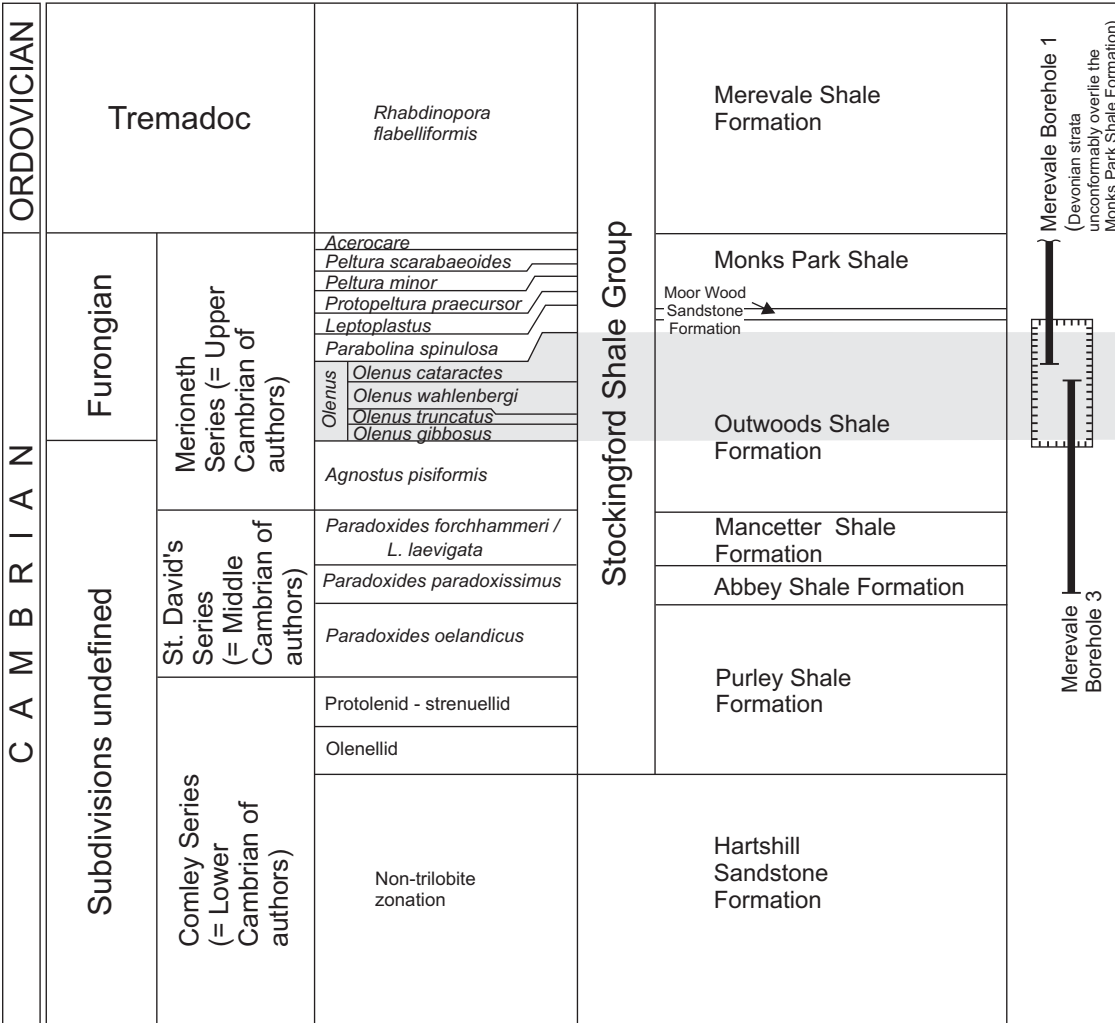 ORDOVICIAN
CAMBRIAN
Tremadoc
Furongian
Subdivisions undefined
Merioneth
Series (= Upper
Cambrian of
authors)
St. David's
Series
(= Middle
Cambrian of
authors)
Comley Series
(= Lower
Cambrian of
authors)
Rhabdinopora
flabelliformis
Acerocare
Peltura scarabaeoides
Peltura minor
Protopeltura praecursor
Leptoplastus
Parabolina spinulosa
Olenus
Olenus cataractes
Olenus wahlenbergi
Olenus truncatus
Olenus gibbosus
Agnostus pisiformis
Paradoxides forchhammeri /
L. laevigata
Paradoxides paradoxissimus
Paradoxides oelandicus
Protolenid - strenuellid
Olenellid
Non-trilobite
zonation
Stockingford Shale Group
Merevale Shale
Formation
Monks Park Shale
Moor Wood
Sandstone
Formation
Outwoods Shale
Formation
Mancetter Shale
Formation
Abbey Shale Formation
Purley Shale
Formation
Hartshill
Sandstone
Formation
Merevale Borehole 1
(Devonian strata
unconformably overlie the
Monks Park Shale Formation)
Merevale
Borehole 3